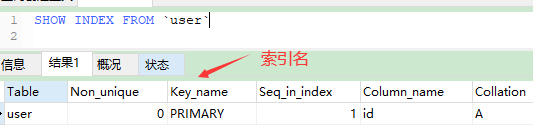 1 SHOW INDEX FROM `user`
2
信息 结果1 概况 状态
索引名
Table Non_unique Key_name Seq_in_index Column_name Collation
user 0 PRIMARY 1 id A